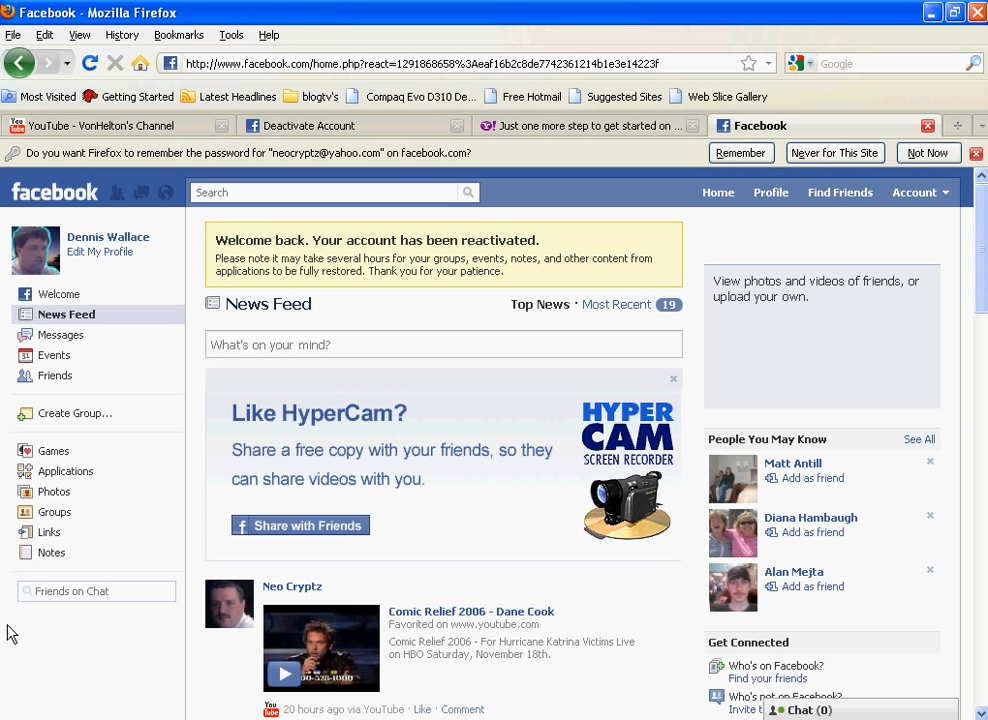 Facebook - Mozilla Firefox
File Edit View History Bookmarks Tools Help
http://www.facebook.com/home.php?react=1291868658%3Aeaf16b2c8de7742361214b1e3e14223f
Google
Most Visited Getting Started Latest Headlines blogtv's Compaq Evo D310 De... Free Hotmail Suggested Sites Web Slice Gallery
YouTube - VonHelton's Channel Deactivate Account Just one more step to get started on ... Facebook
Do you want Firefox to remember the password for "neocryptz@yahoo.com" on facebook.com? Remember Never for This Site Not Now
facebook Search Home Profile Find Friends Account
Dennis Wallace
Edit My Profile
Welcome
News Feed
Messages
Events
Friends
Create Group...
Games
Applications
Photos
Groups
Links
Notes
Friends on Chat
Welcome back. Your account has been reactivated.
Please note it may take several hours for your groups, events, notes, and other content from
applications to be fully restored. Thank you for your patience.
News Feed Top News · Most Recent 19
What's on your mind?
Like HyperCam?
Share a free copy with your friends, so they
can share videos with you.
Share with Friends
HYPER
CAM
SCREEN RECORDER
Neo Cryptz
Comic Relief 2006 - Dane Cook
Favorited on www.youtube.com
Comic Relief 2006 - For Hurricane Katrina Victims Live
on HBO Saturday, November 18th.
You Tube 20 hours ago via YouTube · Like · Comment
View photos and videos of friends, or
upload your own.
People You May Know See All
Matt Antill
Add as friend
Diana Hambaugh
Add as friend
Alan Mejta
Add as friend
Get Connected
Who's on Facebook?
Find your friends
Who's not on Facebook?
Invite
Chat (0)